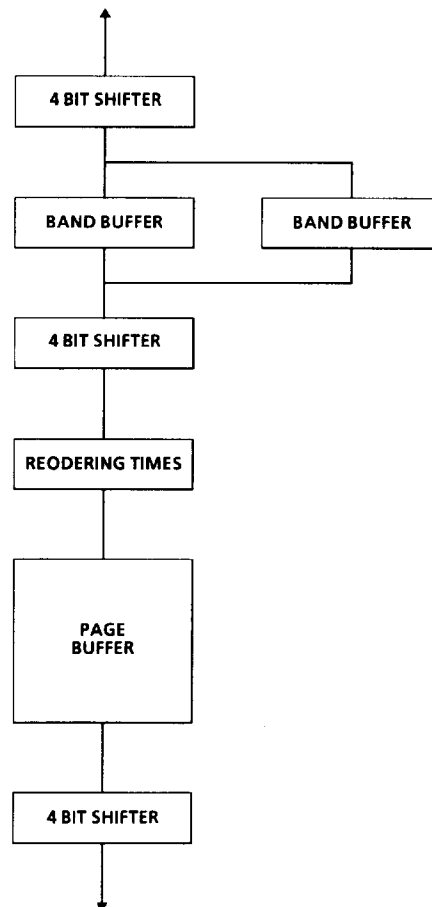 4 BIT SHIFTER
BAND BUFFER
BAND BUFFER
4 BIT SHIFTER
REODERING TIMES
PAGE
BUFFER
4 BIT SHIFTER